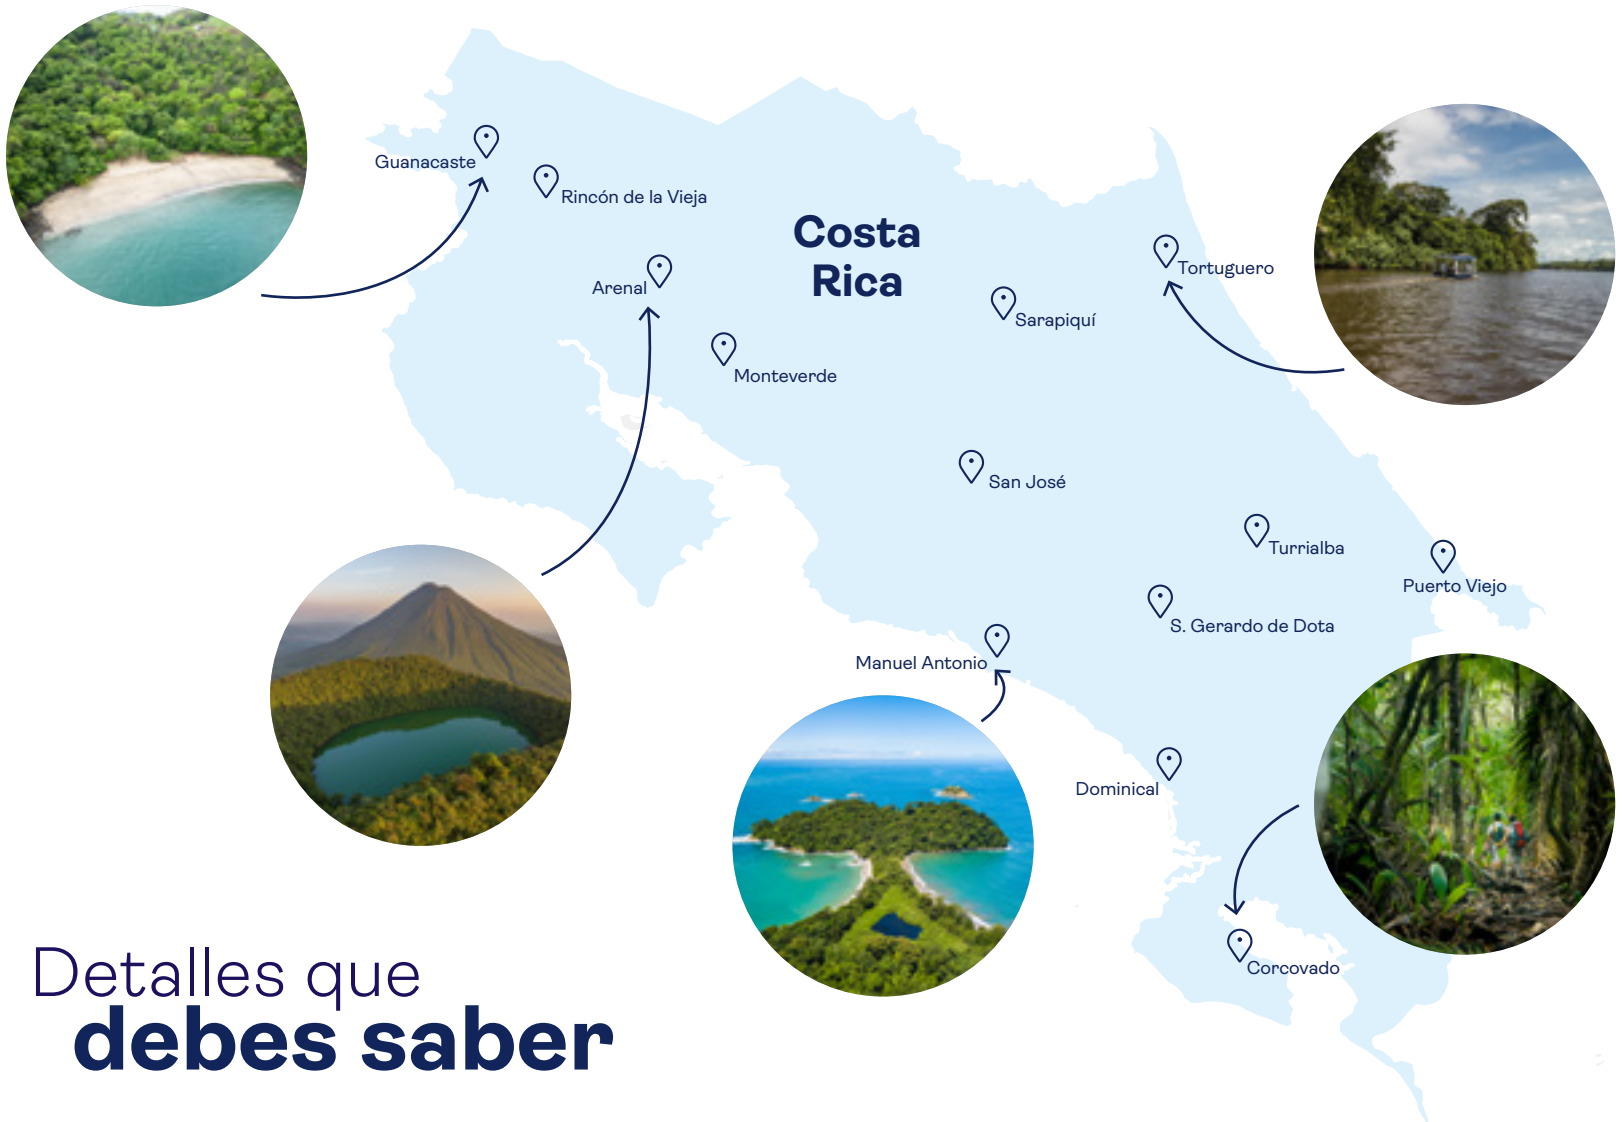 Guanacaste
Rincón de la Vieja
Costa
Rica
Tortuguero
Arenal
Sarapiquí
Monteverde
San José
Turrialba
Puerto Viejo
S. Gerardo de Dota
Manuel Antonio
Dominical
Corcovado
Detalles que
debes saber